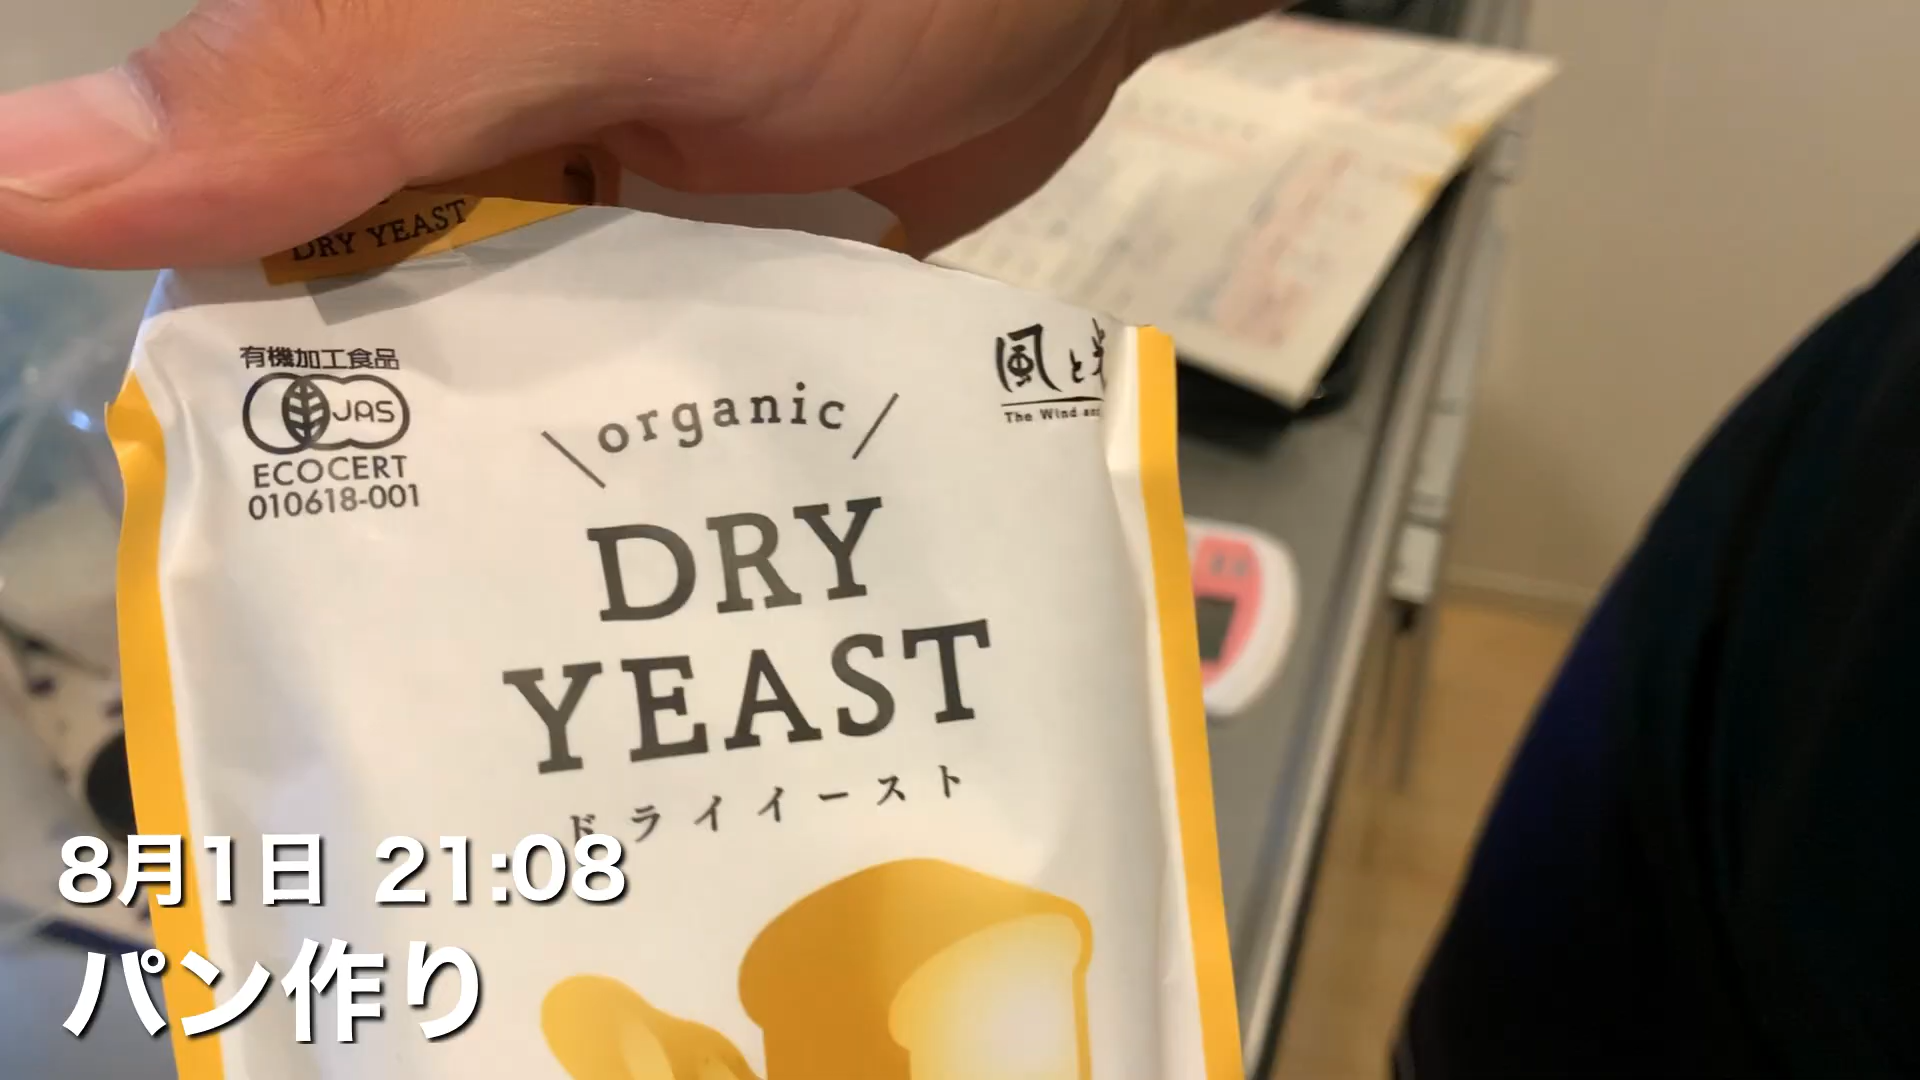 DRY YEAST
有機加工食品
JAS
ECOCERT
010618-001
organic
風と
The Wind and
DRY
YEAST
ドライイースト
8月1日 21:08
パン作り